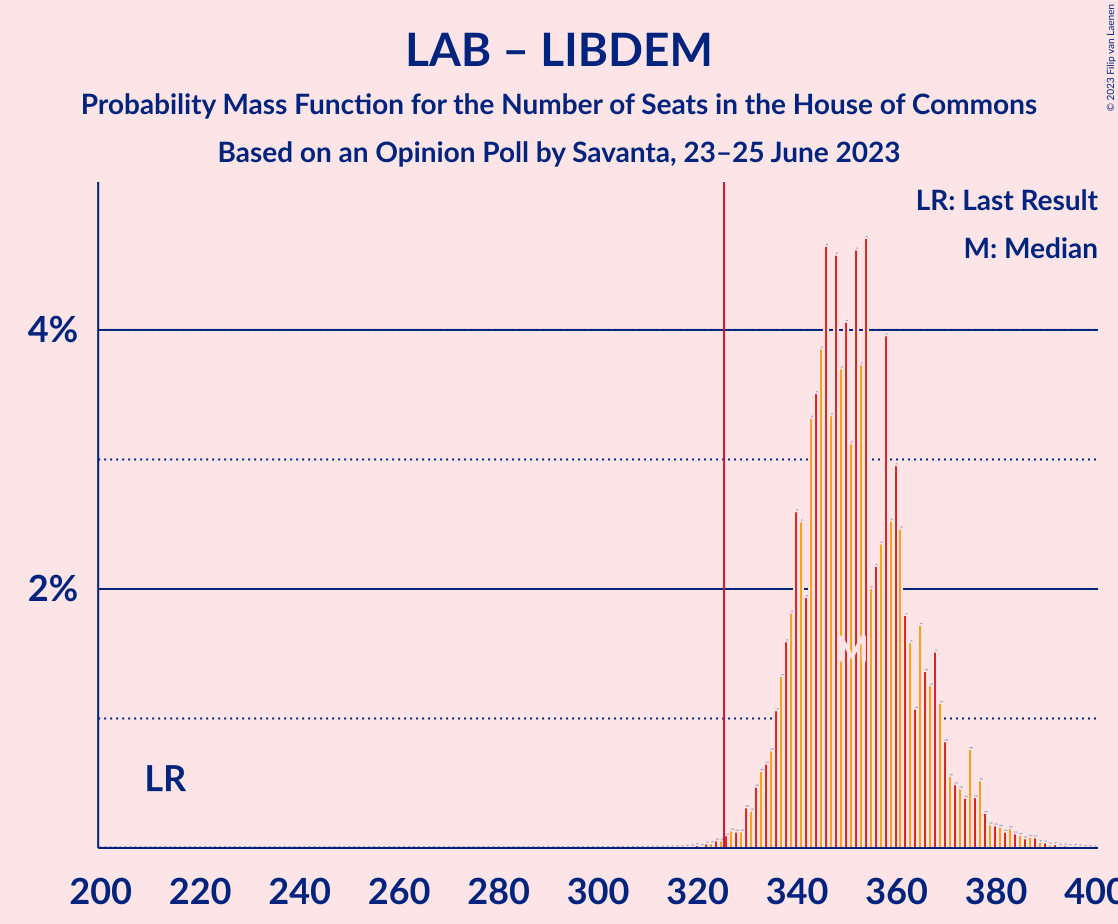 © 2023 Filip van Laenen
LAB – LIBDEM
Probability Mass Function for the Number of Seats in the House of Commons
Based on an Opinion Poll by Savanta, 23–25 June 2023
LR: Last Result
M: Median
4%
2%
M
LR
200 220 240 260 280 300 320 340 360 380 400